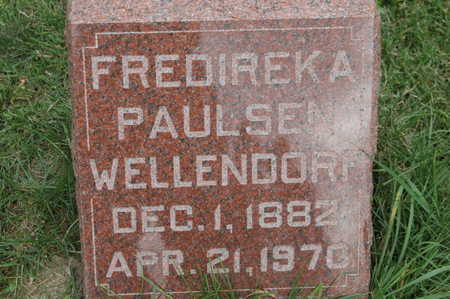 FREDIREKA
PAULSEN
WELLENDORF
DEC. 1, 1882
APR. 21, 1970